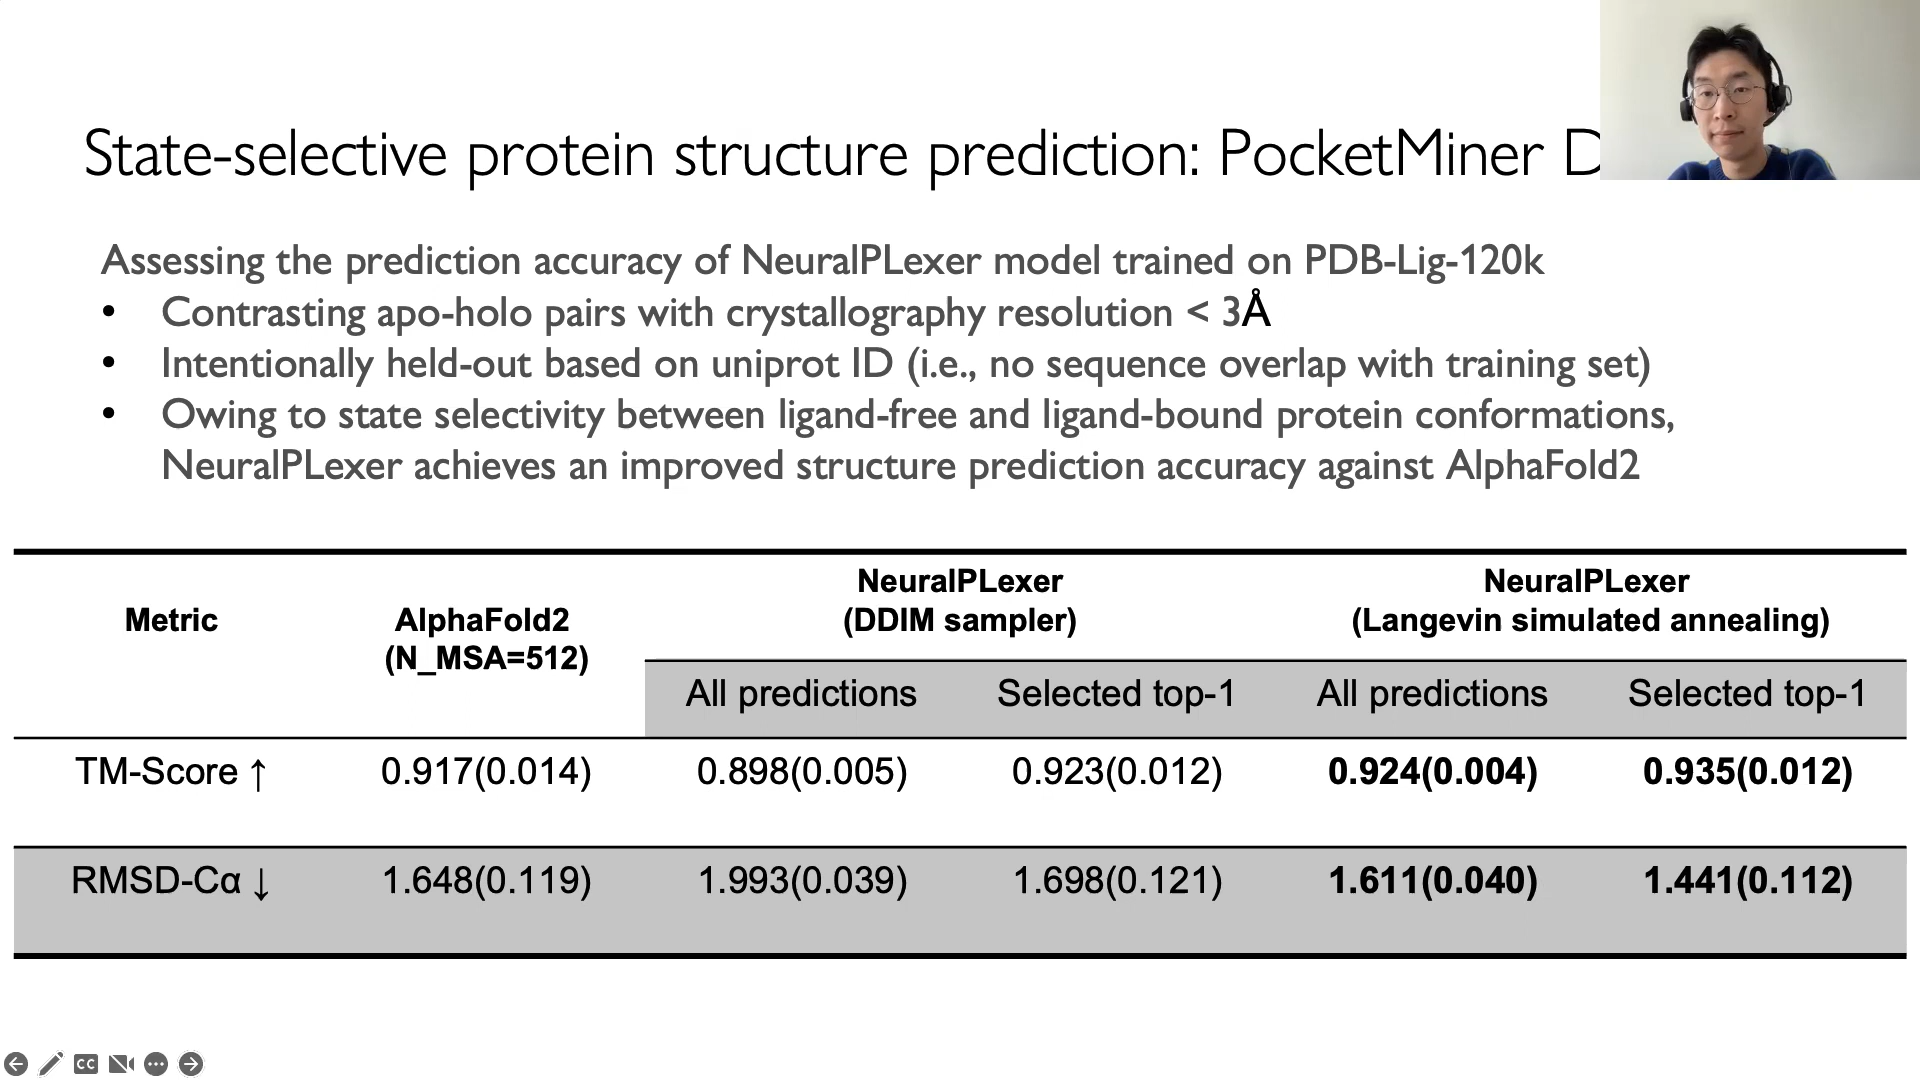 State-selective protein structure prediction: PocketMiner
Assessing the prediction accuracy of NeuralPLexer model trained on PDB-Lig-120k
• Contrasting apo-holo pairs with crystallography resolution < 3Å
• Intentionally held-out based on uniprot ID (i.e., no sequence overlap with training set)
• Owing to state selectivity between ligand-free and ligand-bound protein conformations,
NeuralPLexer achieves an improved structure prediction accuracy against AlphaFold2
NeuralPLexer NeuralPLexer
Metric AlphaFold2 (DDIM sampler) (Langevin simulated annealing)
(N_MSA=512)
All predictions Selected top-1 All predictions Selected top-1
TM-Score ↑ 0.917(0.014) 0.898(0.005) 0.923(0.012) 0.924(0.004) 0.935(0.012)
RMSD-Cα ↓ 1.648(0.119) 1.993(0.039) 1.698(0.121) 1.611(0.040) 1.441(0.112)
CC